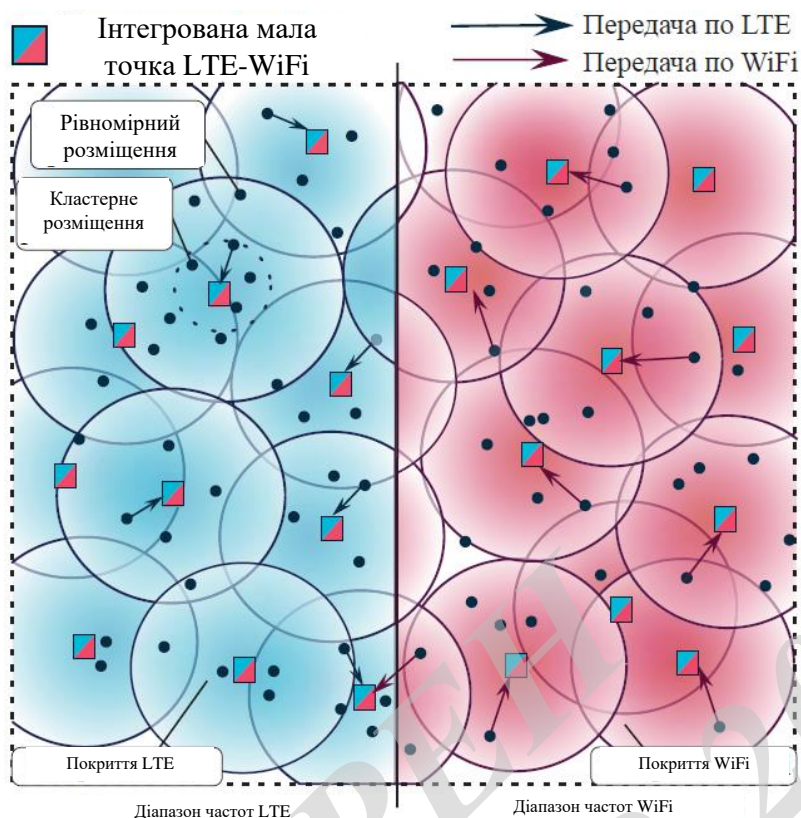 Інтегрована мала
точка LTE-WiFi
Передача по LTE
Передача по WiFi
Рівномірний
розміщення
Кластерне
розміщення
Покриття LTE
Покриття WiFi
Діапазон частот LTE
Діапазон частот WiFi